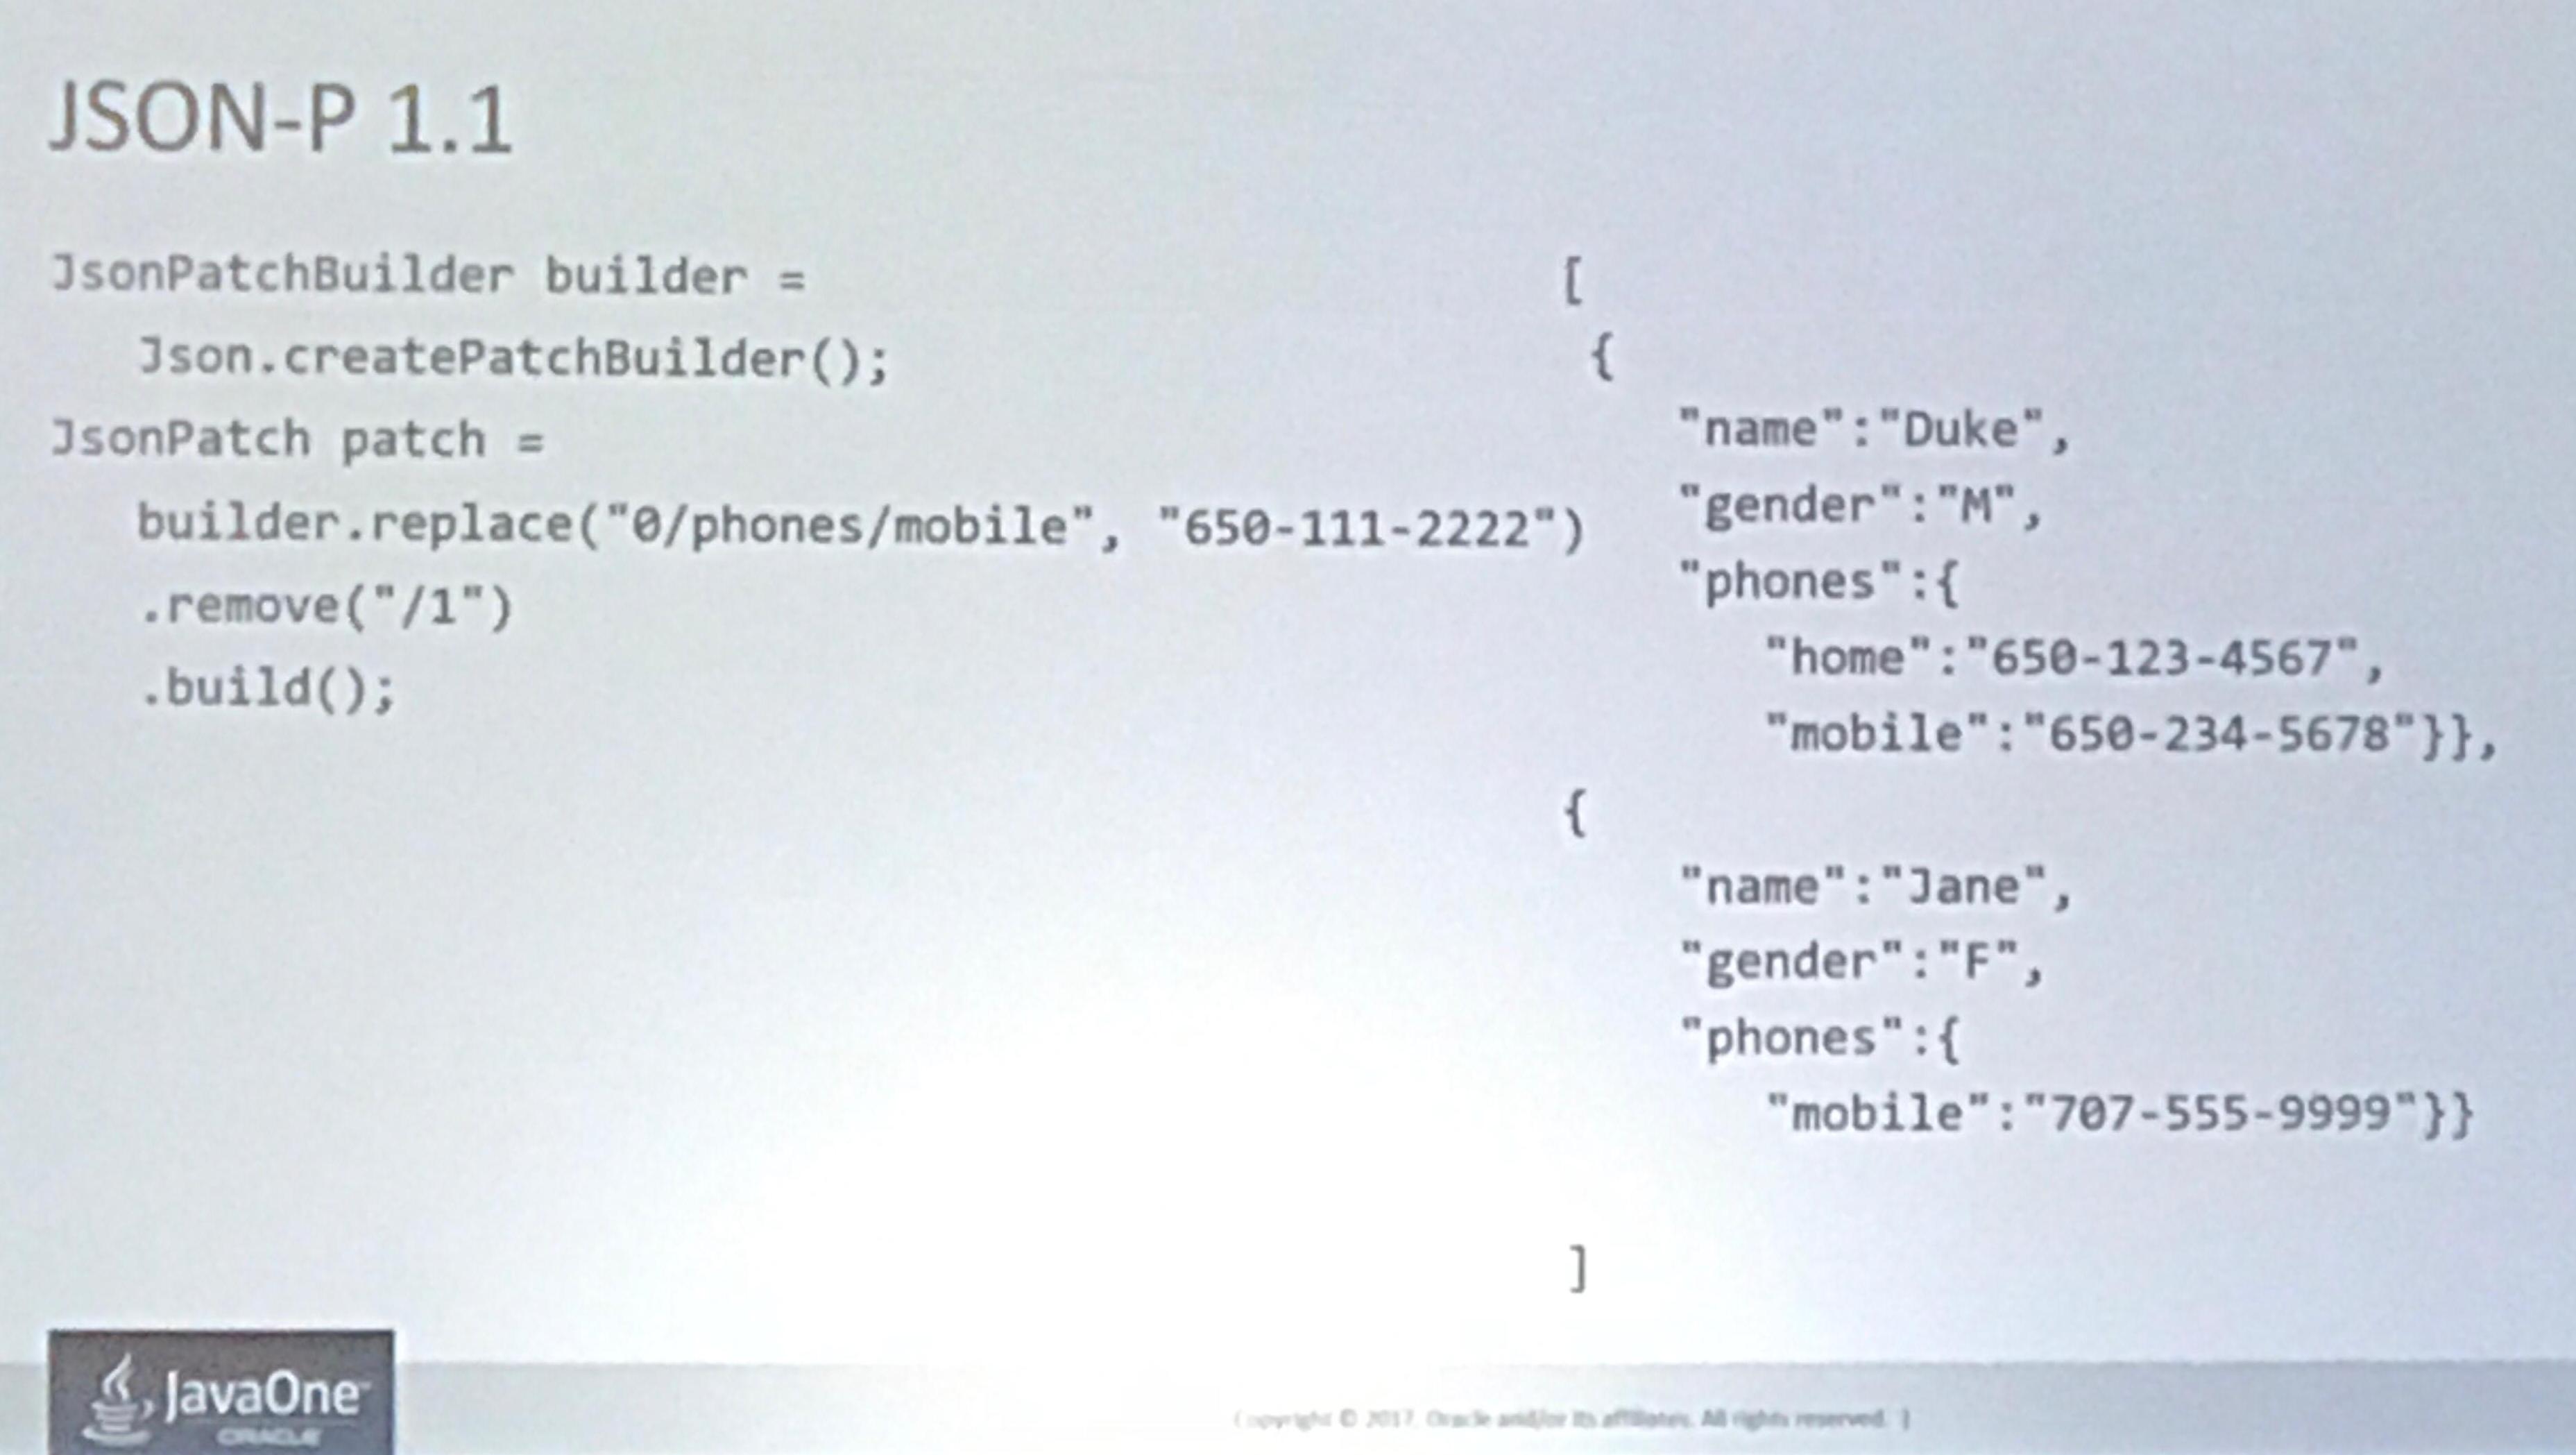 JSON-P 1.1
JsonPatchBuilder builder =
Json.createPatchBuilder();
JsonPatch patch =
builder.replace("0/phones/mobile", "650-111-2222")
.remove("/1")
.build();
[
{
"name":"Duke",
"gender":"M",
"phones":{
"home":"650-123-4567",
"mobile":"650-234-5678"}},
{
"name":"Jane",
"gender":"F",
"phones":{
"mobile":"707-555-9999"}}
]
JavaOne
ORACLE
Copyright © 2017, Oracle and/or its affiliates. All rights reserved. |